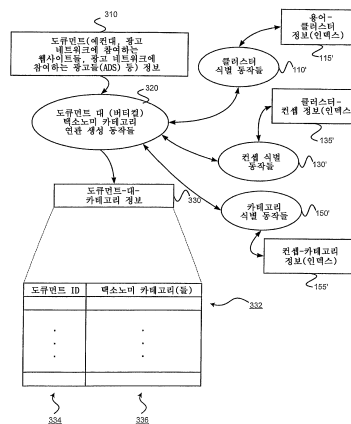 310
도큐먼트(예컨대, 광고
네트워크에 참여하는
웹사이트들, 광고 네트워크에
참여하는 광고들(ADS) 등) 정보
320
도큐먼트 대 (버티컬)
택소노미 카테고리
연관 생성 동작들
용어-
클러스터
정보(인덱스)
115'
클러스터
식별 동작들
110'
클러스터-
컨셉 정보(인덱스)
135'
컨셉 식별
동작들
130'
카테고리
식별 동작들
150'
컨셉-카테고리
정보(인덱스)
155'
도큐먼트-대-
카테고리 정보
330
도큐먼트 ID
택소노미 카테고리(들)
332
334
336